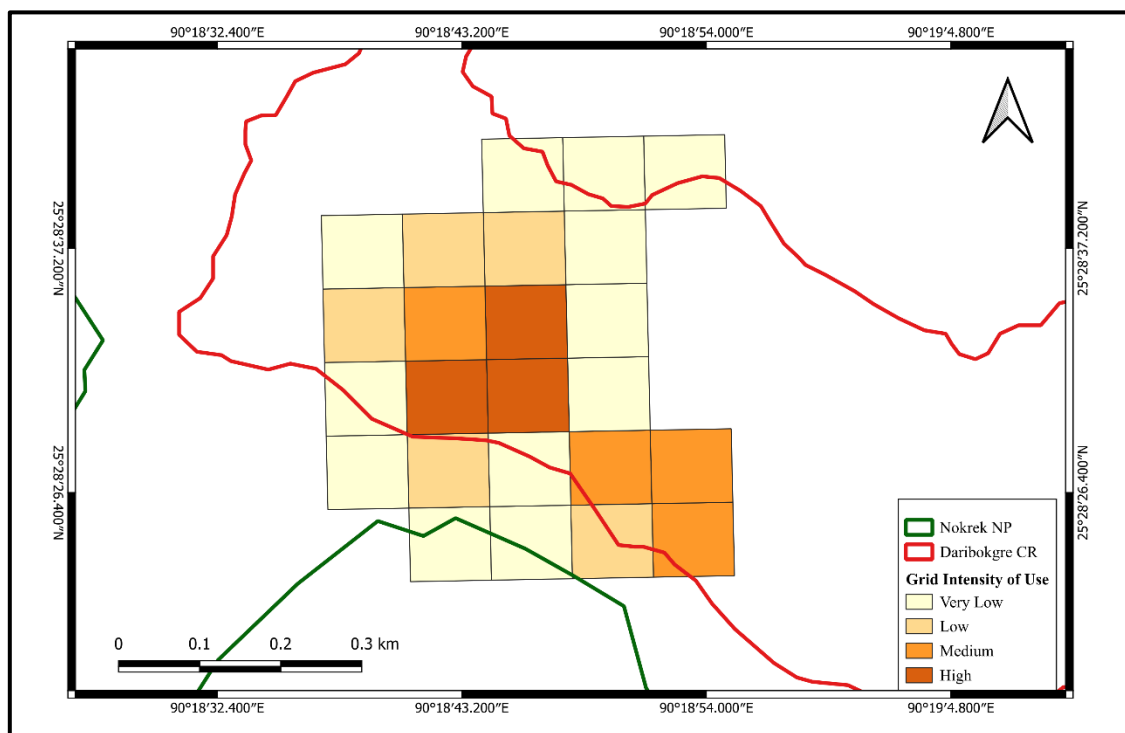 90°18′32.400″E 90°18′43.200″E 90°18′54.000″E 90°19′4.800″E
25°28′37.200″N 25°28′37.200″N
25°28′26.400″N 25°28′26.400″N
Nokrek NP
Daribokgre CR
Grid Intensity of Use
Very Low
Low
Medium
High
0 0.1 0.2 0.3 km
90°18′32.400″E 90°18′43.200″E 90°18′54.000″E 90°19′4.800″E